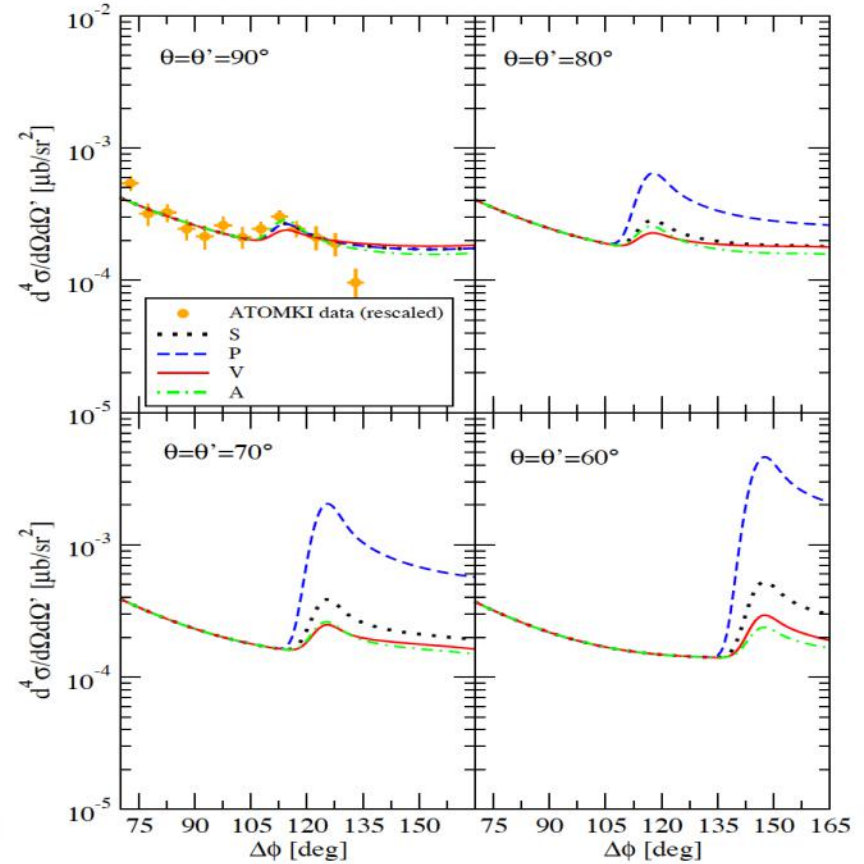 10⁻²
10⁻³
10⁻⁴
10⁻⁵
d⁴σ/dΩdΩ' [μb/sr²]
θ=θ'=90°
ATOMKI data (rescaled)
S
P
V
A
θ=θ'=80°
10⁻³
10⁻⁴
10⁻⁵
d⁴σ/dΩdΩ' [μb/sr²]
θ=θ'=70°
θ=θ'=60°
75 90 105 120 135 150
75 90 105 120 135 150 165
Δϕ [deg]
Δϕ [deg]